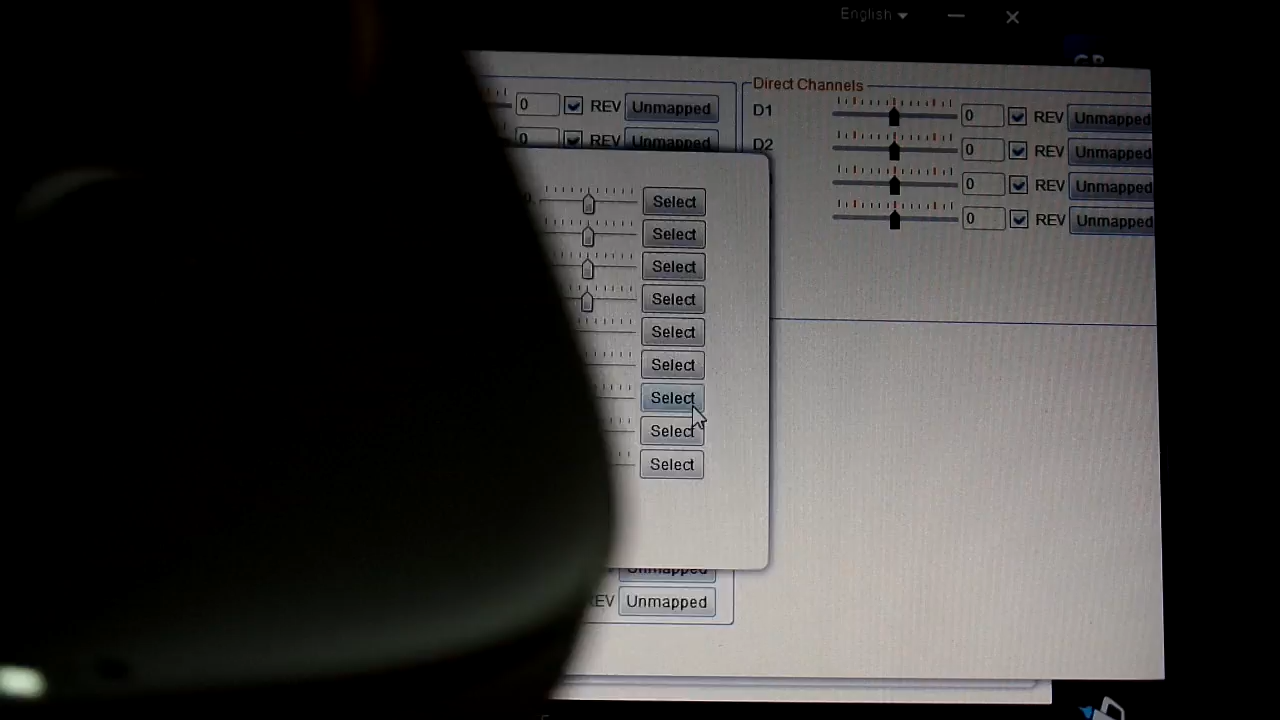 English
Direct Channels
0 REV Unmapped
D1 0 REV Unmapped
0 REV Unmapped
D2 0 REV Unmapped
0 REV Unmapped
0 REV Unmapped
Select
Select
Select
Select
Select
Select
Select
Select
Select
Unmapped
REV Unmapped